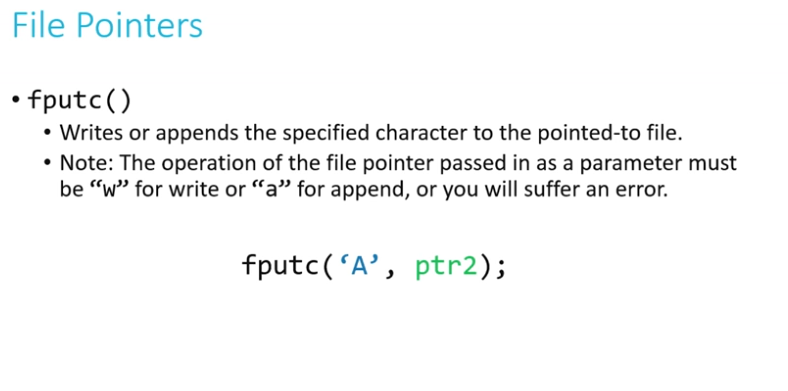 File Pointers
• fputc()
• Writes or appends the specified character to the pointed-to file.
• Note: The operation of the file pointer passed in as a parameter must
be “w” for write or “a” for append, or you will suffer an error.
fputc(‘A’, ptr2);